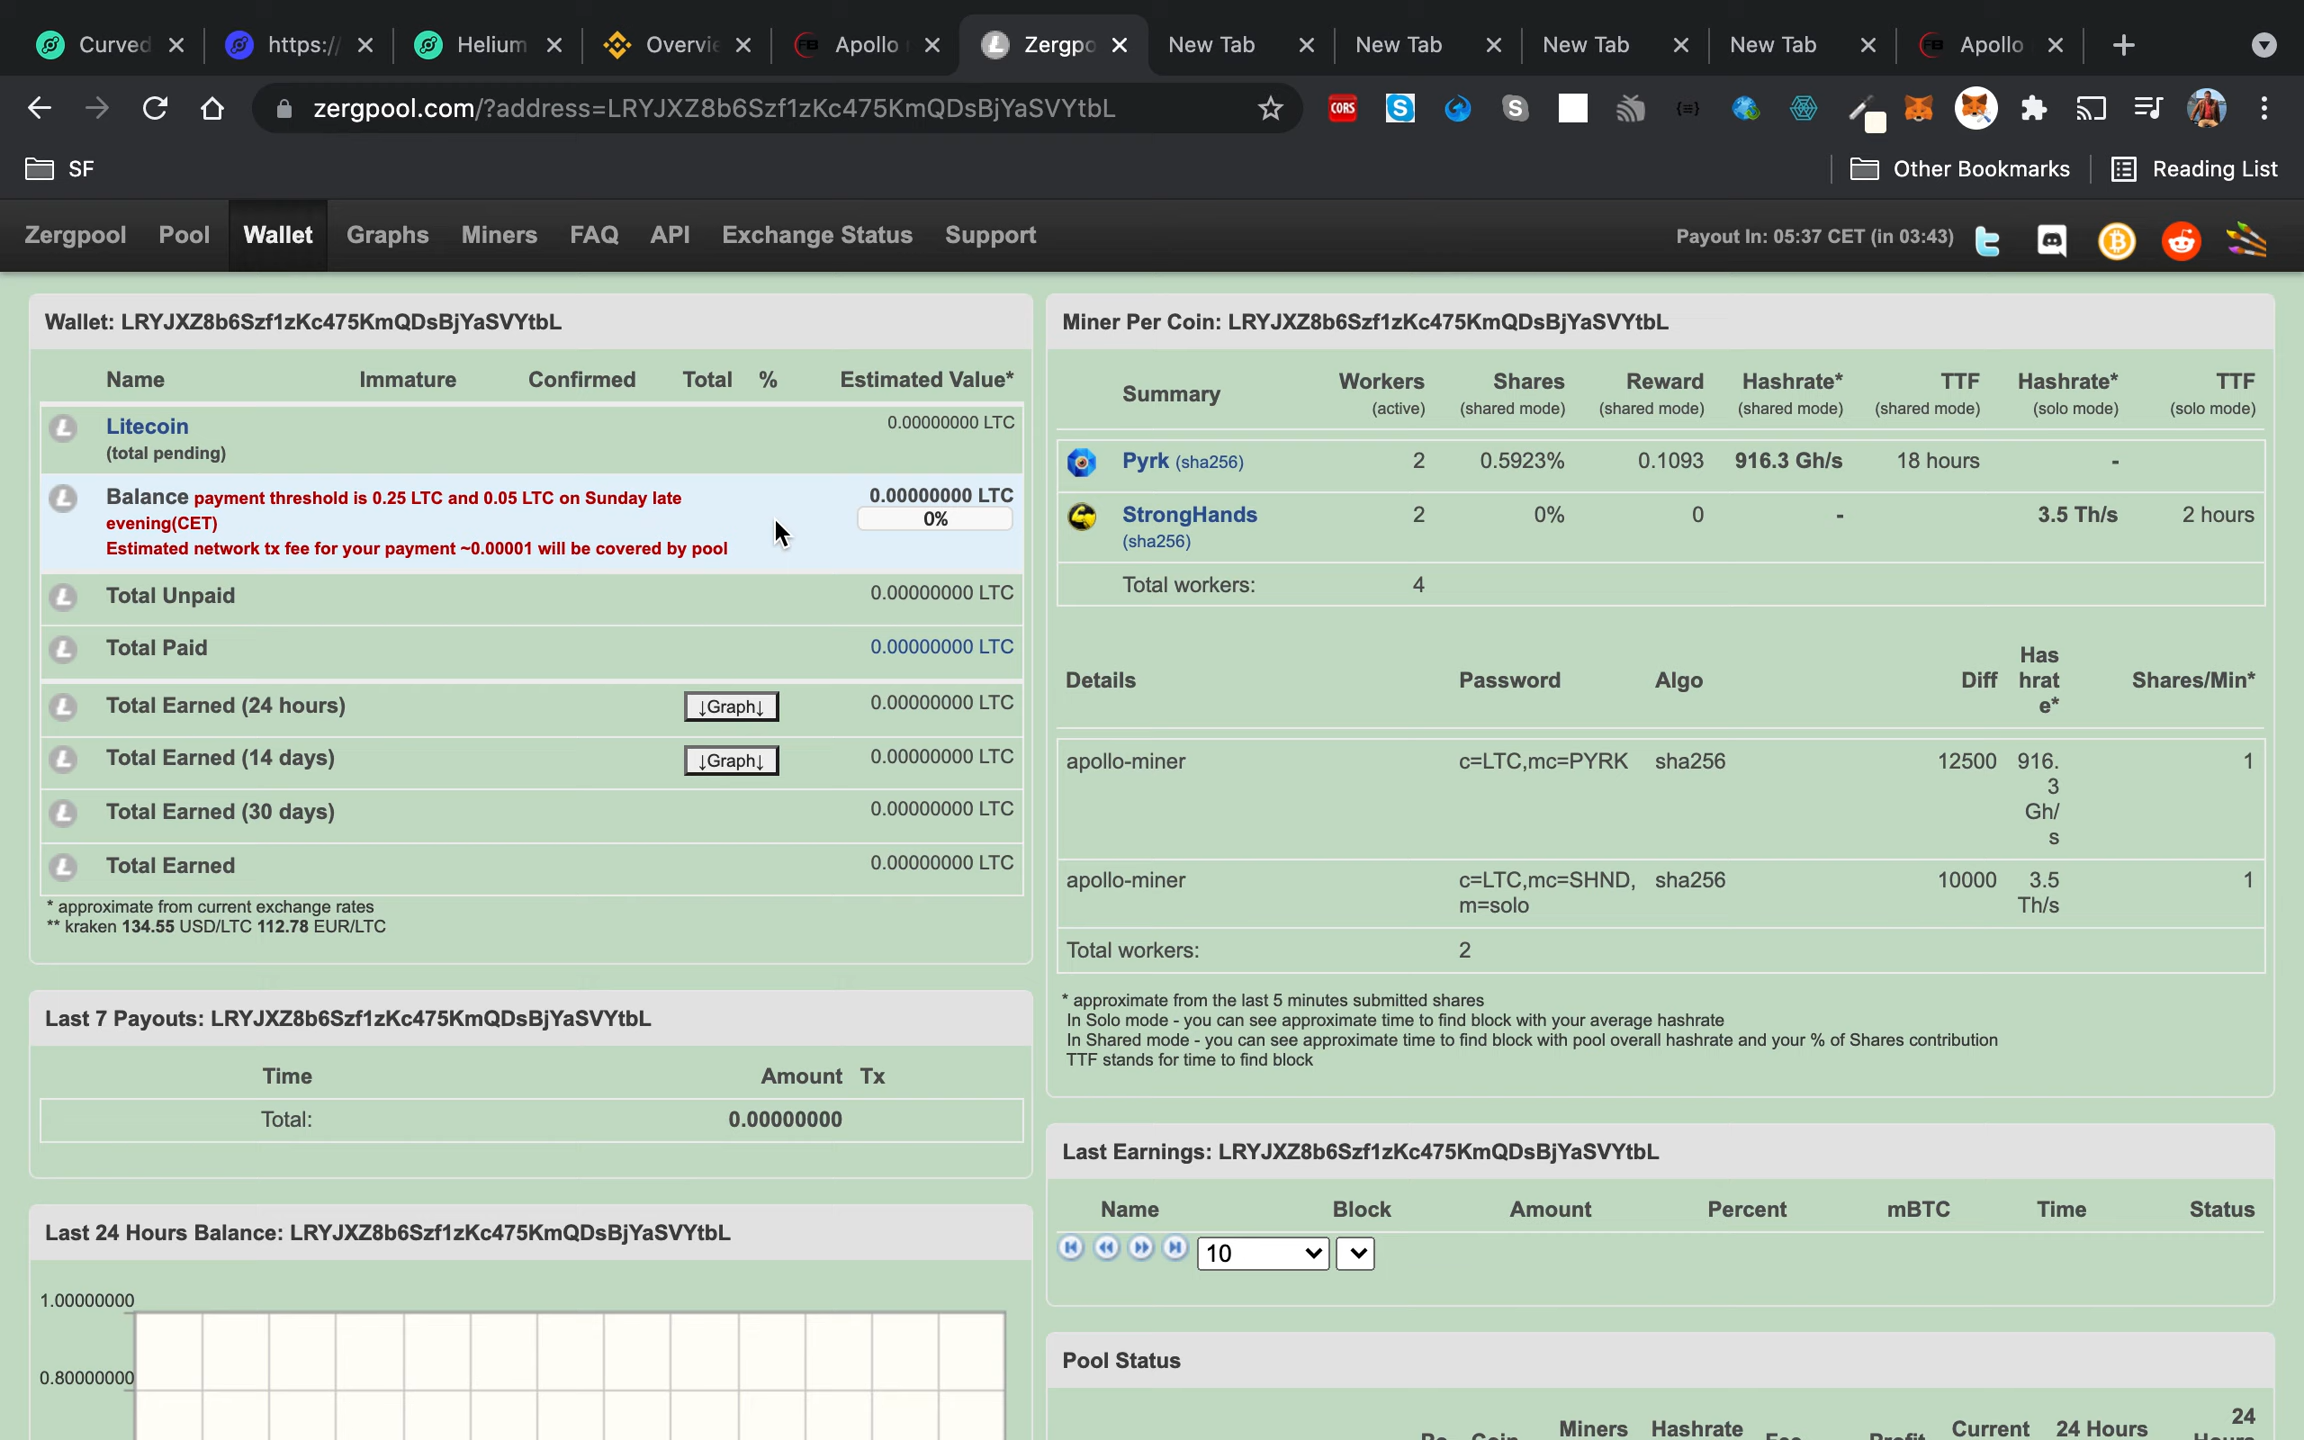 Curved
https://
Helium
Overvie
Apollo
Zergpo
New Tab
New Tab
New Tab
New Tab
Apollo
zergpool.com/?address=LRYJXZ8b6Szf1zKc475KmQDsBjYaSVYtbL
CORS
SF
Other Bookmarks
Reading List
Zergpool Pool Wallet Graphs Miners FAQ API Exchange Status Support
Payout In: 05:37 CET (in 03:43)
Wallet: LRYJXZ8b6Szf1zKc475KmQDsBjYaSVYtbL
Name Immature Confirmed Total % Estimated Value*
Litecoin 0.00000000 LTC
(total pending)
Balance payment threshold is 0.25 LTC and 0.05 LTC on Sunday late 0.00000000 LTC
evening(CET) 0%
Estimated network tx fee for your payment ~0.00001 will be covered by pool
Total Unpaid 0.00000000 LTC
Total Paid 0.00000000 LTC
Total Earned (24 hours) ↓Graph↓ 0.00000000 LTC
Total Earned (14 days) ↓Graph↓ 0.00000000 LTC
Total Earned (30 days) 0.00000000 LTC
Total Earned 0.00000000 LTC
* approximate from current exchange rates
** kraken 134.55 USD/LTC 112.78 EUR/LTC
Last 7 Payouts: LRYJXZ8b6Szf1zKc475KmQDsBjYaSVYtbL
Time Amount Tx
Total: 0.00000000
Last 24 Hours Balance: LRYJXZ8b6Szf1zKc475KmQDsBjYaSVYtbL
1.00000000
0.80000000
Miner Per Coin: LRYJXZ8b6Szf1zKc475KmQDsBjYaSVYtbL
Summary Workers Shares Reward Hashrate* TTF Hashrate* TTF
(active) (shared mode) (shared mode) (shared mode) (shared mode) (solo mode) (solo mode)
Pyrk (sha256) 2 0.5923% 0.1093 916.3 Gh/s 18 hours -
StrongHands 2 0% 0 - 3.5 Th/s 2 hours
(sha256)
Total workers: 4
Details Password Algo Diff Has
hrat
e* Shares/Min*
apollo-miner c=LTC,mc=PYRK sha256 12500 916. 1
3
Gh/
s
apollo-miner c=LTC,mc=SHND, sha256 10000 3.5 1
m=solo Th/s
Total workers: 2
* approximate from the last 5 minutes submitted shares
In Solo mode - you can see approximate time to find block with your average hashrate
In Shared mode - you can see approximate time to find block with pool overall hashrate and your % of Shares contribution
TTF stands for time to find block
Last Earnings: LRYJXZ8b6Szf1zKc475KmQDsBjYaSVYtbL
Name Block Amount Percent mBTC Time Status
10
Pool Status
24
Miners Hashrate Current 24 Hours